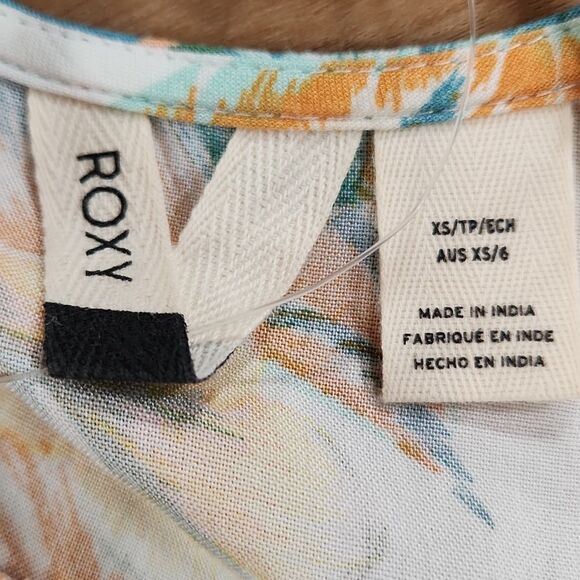 ROXY
XS/TP/ECH
AUS XS/6
MADE IN INDIA
FABRIQUÉ EN INDE
HECHO EN INDIA